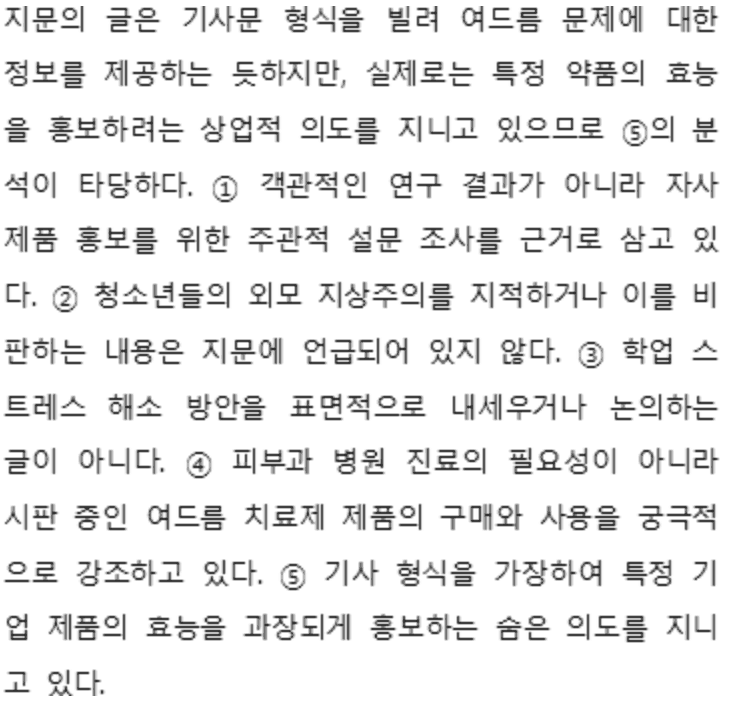 지문의 글은 기사문 형식을 빌려 여드름 문제에 대한
정보를 제공하는 듯하지만, 실제로는 특정 약품의 효능
을 홍보하려는 상업적 의도를 지니고 있으므로 ⑤의 분
석이 타당하다. ① 객관적인 연구 결과가 아니라 자사
제품 홍보를 위한 주관적 설문 조사를 근거로 삼고 있
다. ② 청소년들의 외모 지상주의를 지적하거나 이를 비
판하는 내용은 지문에 언급되어 있지 않다. ③ 학업 스
트레스 해소 방안을 표면적으로 내세우거나 논의하는
글이 아니다. ④ 피부과 병원 진료의 필요성이 아니라
시판 중인 여드름 치료제 제품의 구매와 사용을 궁극적
으로 강조하고 있다. ⑤ 기사 형식을 가장하여 특정 기
업 제품의 효능을 과장되게 홍보하는 숨은 의도를 지니
고 있다.